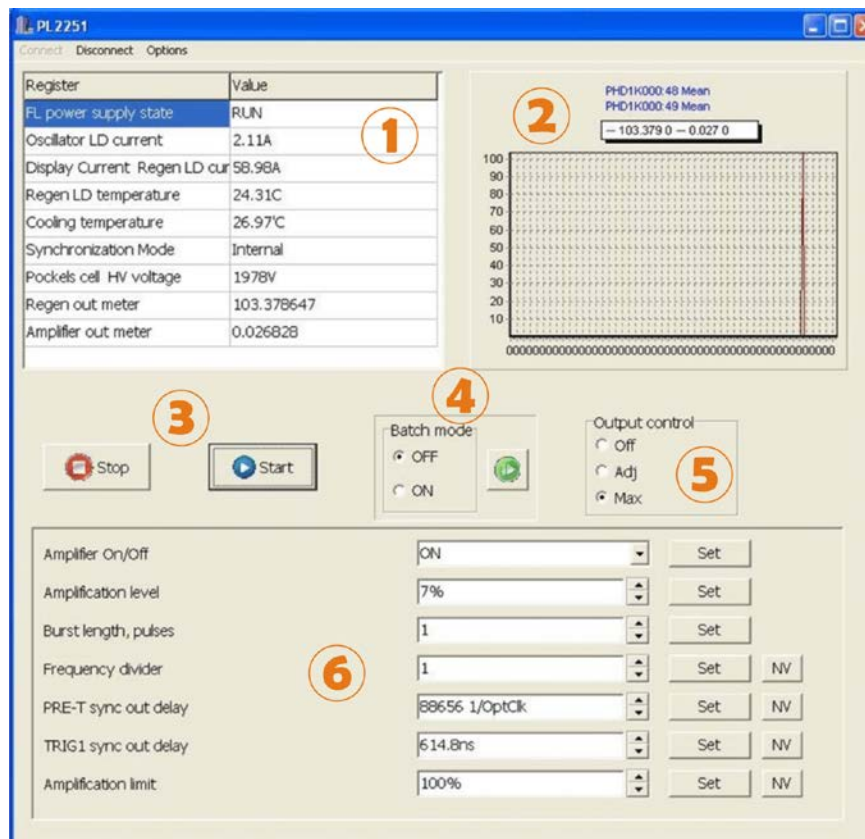 PL2251
Connect Disconnect Options
Register Value
FL power supply state RUN
Oscillator LD current 2.11A
Display Current Regen LD cur 58.98A
Regen LD temperature 24.31C
Cooling temperature 26.97°C
Synchronization Mode Internal
Pockels cell HV voltage 1978V
Regen out meter 103.378647
Amplifier out meter 0.026828
1
2
PHD1K000:48 Mean
PHD1K000:49 Mean
— 103.379 0 — 0.027 0
100
90
80
70
60
50
40
30
20
10
3
4
Stop
Start
Batch mode
OFF
ON
Output control
Off
Adj
Max
5
Amplifier On/Off ON Set
Amplification level 7% Set
Burst length, pulses 1 Set
6
Frequency divider 1 Set NV
PRE-T sync out delay 88656 1/OptClk Set NV
TRIG1 sync out delay 614.8ns Set NV
Amplification limit 100% Set NV